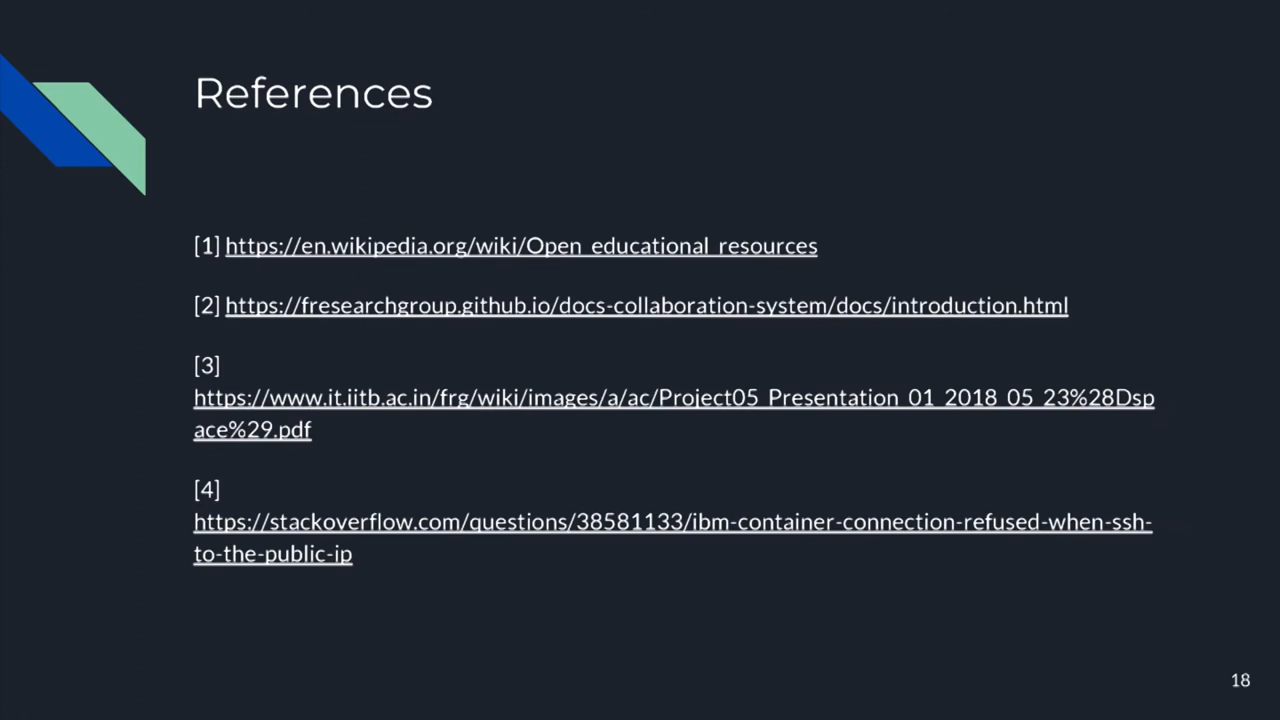 References
[1] https://en.wikipedia.org/wiki/Open_educational_resources
[2] https://fresearchgroup.github.io/docs-collaboration-system/docs/introduction.html
[3]
https://www.it.iitb.ac.in/frg/wiki/images/a/ac/Project05_Presentation_01_2018_05_23%28Dsp
ace%29.pdf
[4]
https://stackoverflow.com/questions/38581133/ibm-container-connection-refused-when-ssh-
to-the-public-ip
18